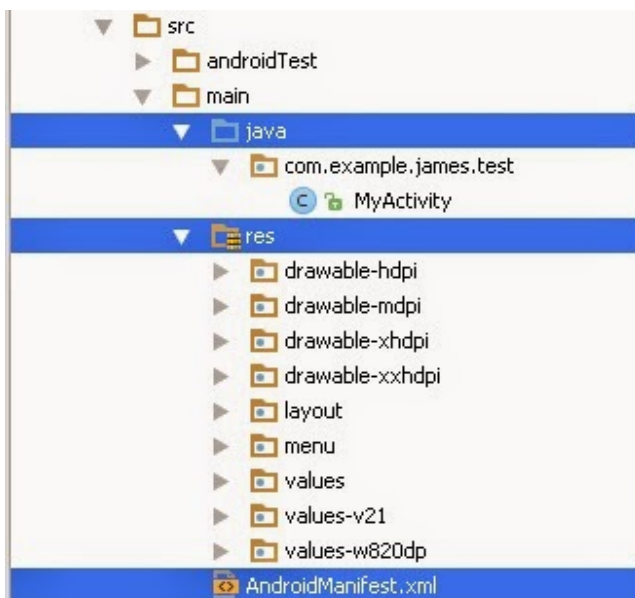 src
androidTest
main
java
com.example.james.test
C MyActivity
res
drawable-hdpi
drawable-mdpi
drawable-xhdpi
drawable-xxhdpi
layout
menu
values
values-v21
values-w820dp
AndroidManifest.xml